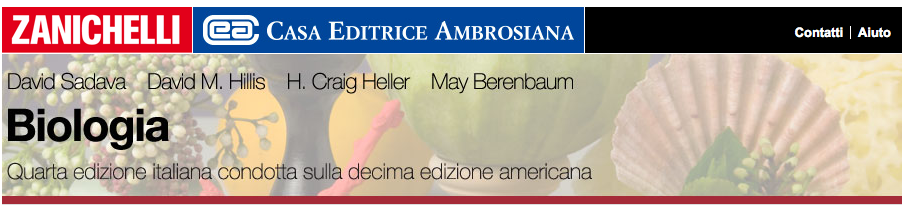 ZANICHELLI cea CASA EDITRICE AMBROSIANA Contatti | Aiuto
David Sadava David M. Hillis H. Craig Heller May Berenbaum
Biologia
Quarta edizione italiana condotta sulla decima edizione americana